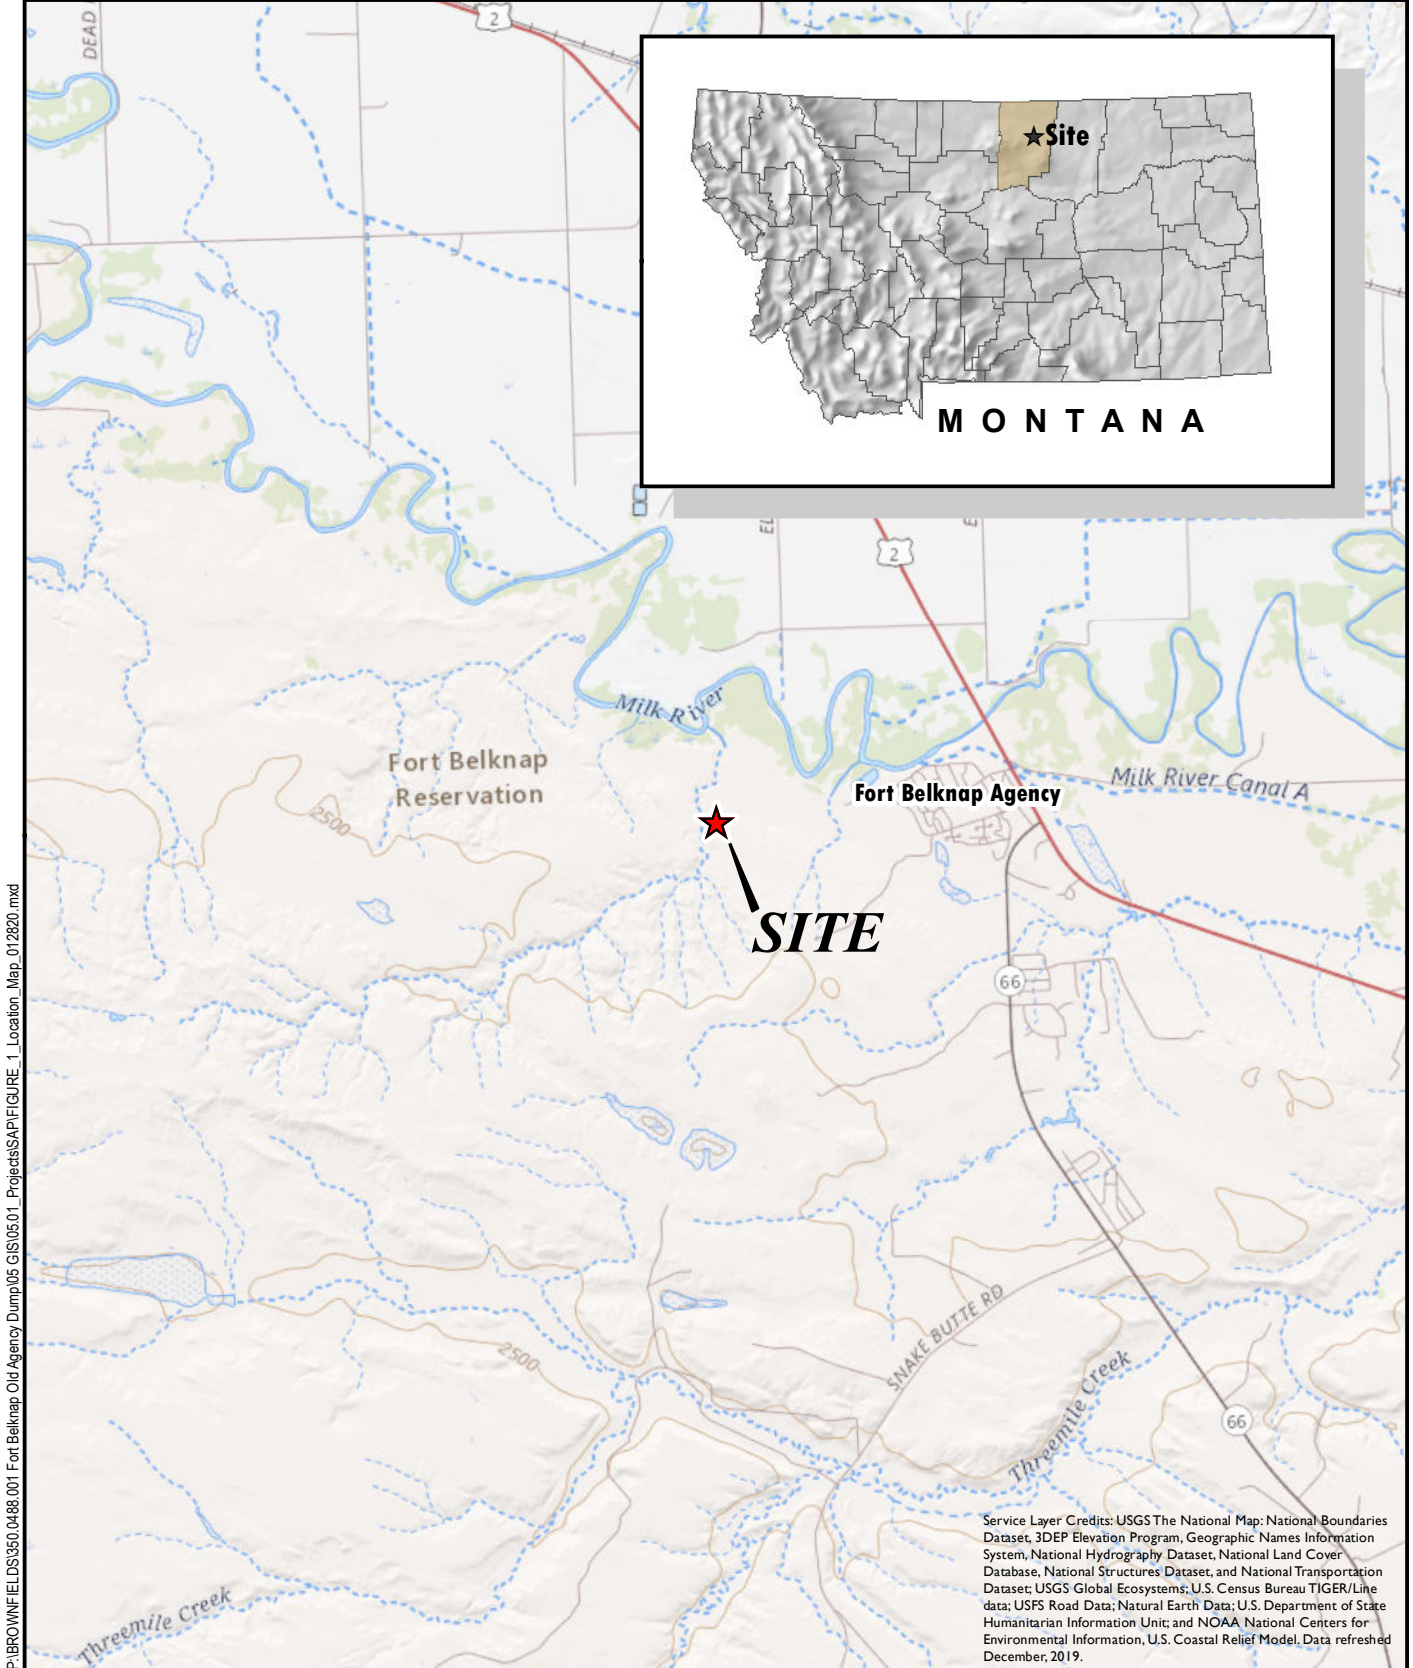 DEAD
2
Site
MONTANA
EL
E
2
Milk River
Fort Belknap
Reservation
2500
Fort Belknap Agency
Milk River Canal A
SITE
66
2500
SNAKE BUTTE RD
Threemile Creek
66
Threemile Creek
Service Layer Credits: USGS The National Map: National Boundaries
Dataset, 3DEP Elevation Program, Geographic Names Information
System, National Hydrography Dataset, National Land Cover
Database, National Structures Dataset, and National Transportation
Dataset; USGS Global Ecosystems; U.S. Census Bureau TIGER/Line
data; USFS Road Data; Natural Earth Data; U.S. Department of State
Humanitarian Information Unit; and NOAA National Centers for
Environmental Information, U.S. Coastal Relief Model. Data refreshed
December, 2019.
P:\BROWNFIELDS\350.0488.001 Fort Belknap Old Agency Dump\05 GIS\05.01_Projects\SAP\FIGURE_1_Location_Map_012820.mxd